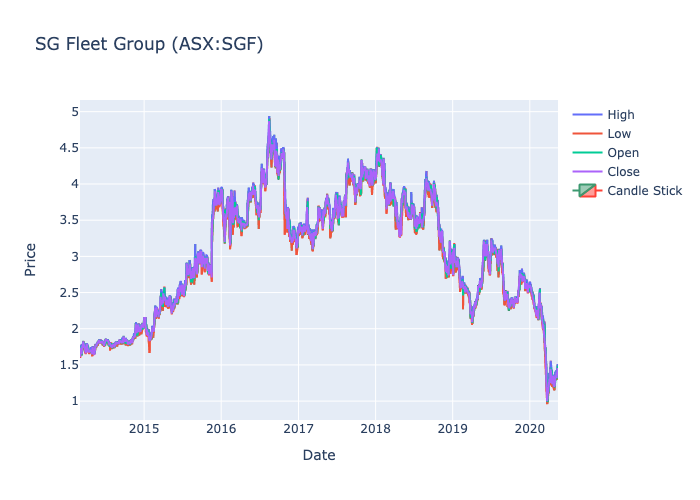 SG Fleet Group (ASX:SGF)
High
Low
Open
Close
Candle Stick
Price
5
4.5
4
3.5
3
2.5
2
1.5
1
2015 2016 2017 2018 2019 2020
Date